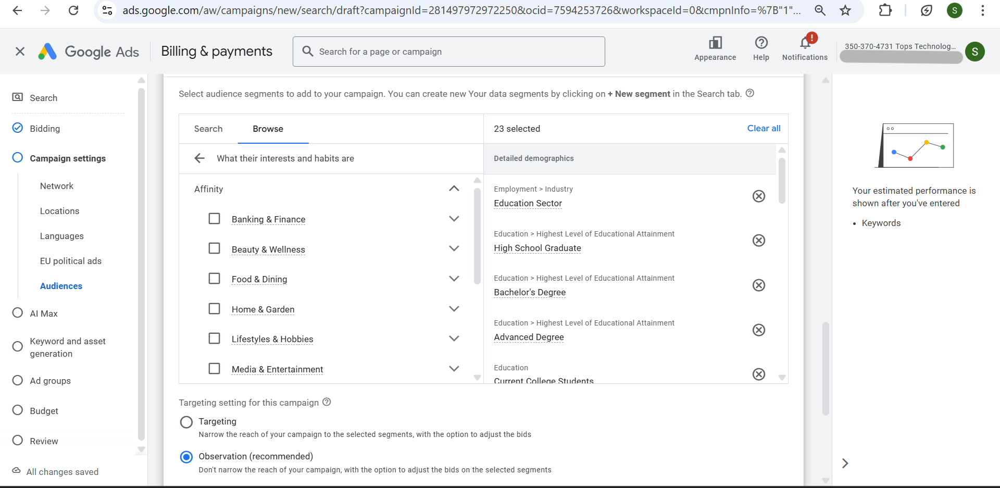 ads.google.com/aw/campaigns/new/search/draft?campaignId=281497972972250&ocid=7594253726&workspaceId=0&cmpnInfo=%7B"1"...
S
Google Ads
Billing & payments
Search for a page or campaign
Appearance
Help
!
Notifications
350-370-4731 Tops Technolog...
S
Search
Bidding
Campaign settings
Network
Locations
Languages
EU political ads
Audiences
AI Max
Keyword and asset
generation
Ad groups
Budget
Review
All changes saved
Select audience segments to add to your campaign. You can create new Your data segments by clicking on + New segment in the Search tab.
Search
Browse
What their interests and habits are
Affinity
Banking & Finance
Beauty & Wellness
Food & Dining
Home & Garden
Lifestyles & Hobbies
Media & Entertainment
23 selected
Clear all
Detailed demographics
Employment > Industry
Education Sector
Education > Highest Level of Educational Attainment
High School Graduate
Education > Highest Level of Educational Attainment
Bachelor's Degree
Education > Highest Level of Educational Attainment
Advanced Degree
Education
Current College Students
Targeting setting for this campaign
Targeting
Narrow the reach of your campaign to the selected segments, with the option to adjust the bids
Observation (recommended)
Don't narrow the reach of your campaign, with the option to adjust the bids on the selected segments
Your estimated performance is
shown after you've entered
• Keywords